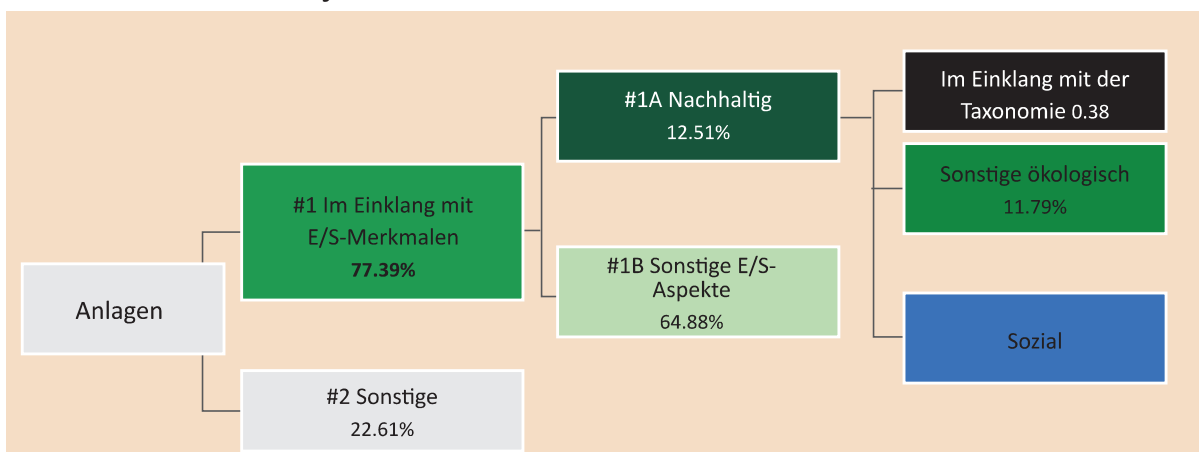 Anlagen
#1 Im Einklang mit
E/S-Merkmalen
77.39%
#2 Sonstige
22.61%
#1A Nachhaltig
12.51%
#1B Sonstige E/S-
Aspekte
64.88%
Im Einklang mit der
Taxonomie 0.38
Sonstige ökologisch
11.79%
Sozial